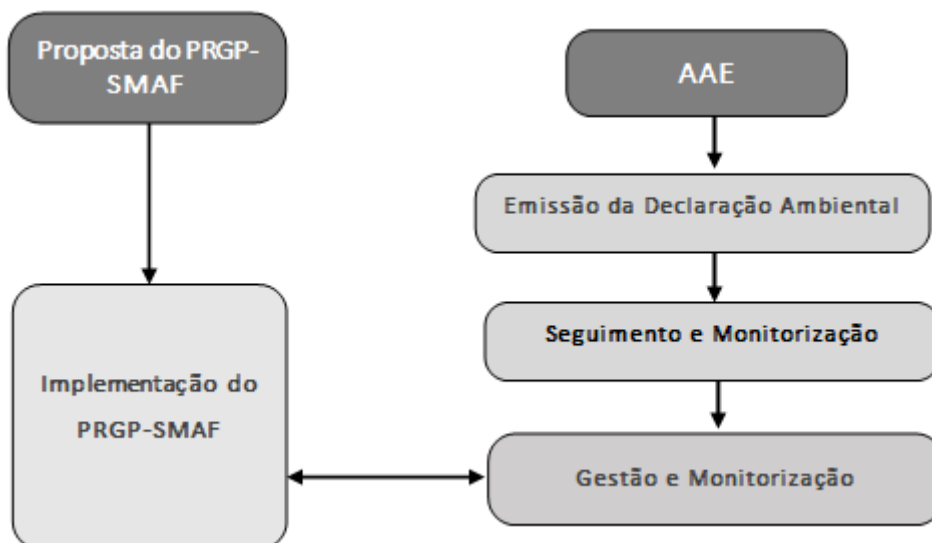 Proposta do PRGP-
SMAF
AAE
Emissão da Declaração Ambiental
Seguimento e Monitorização
Implementação do
PRGP-SMAF
Gestão e Monitorização